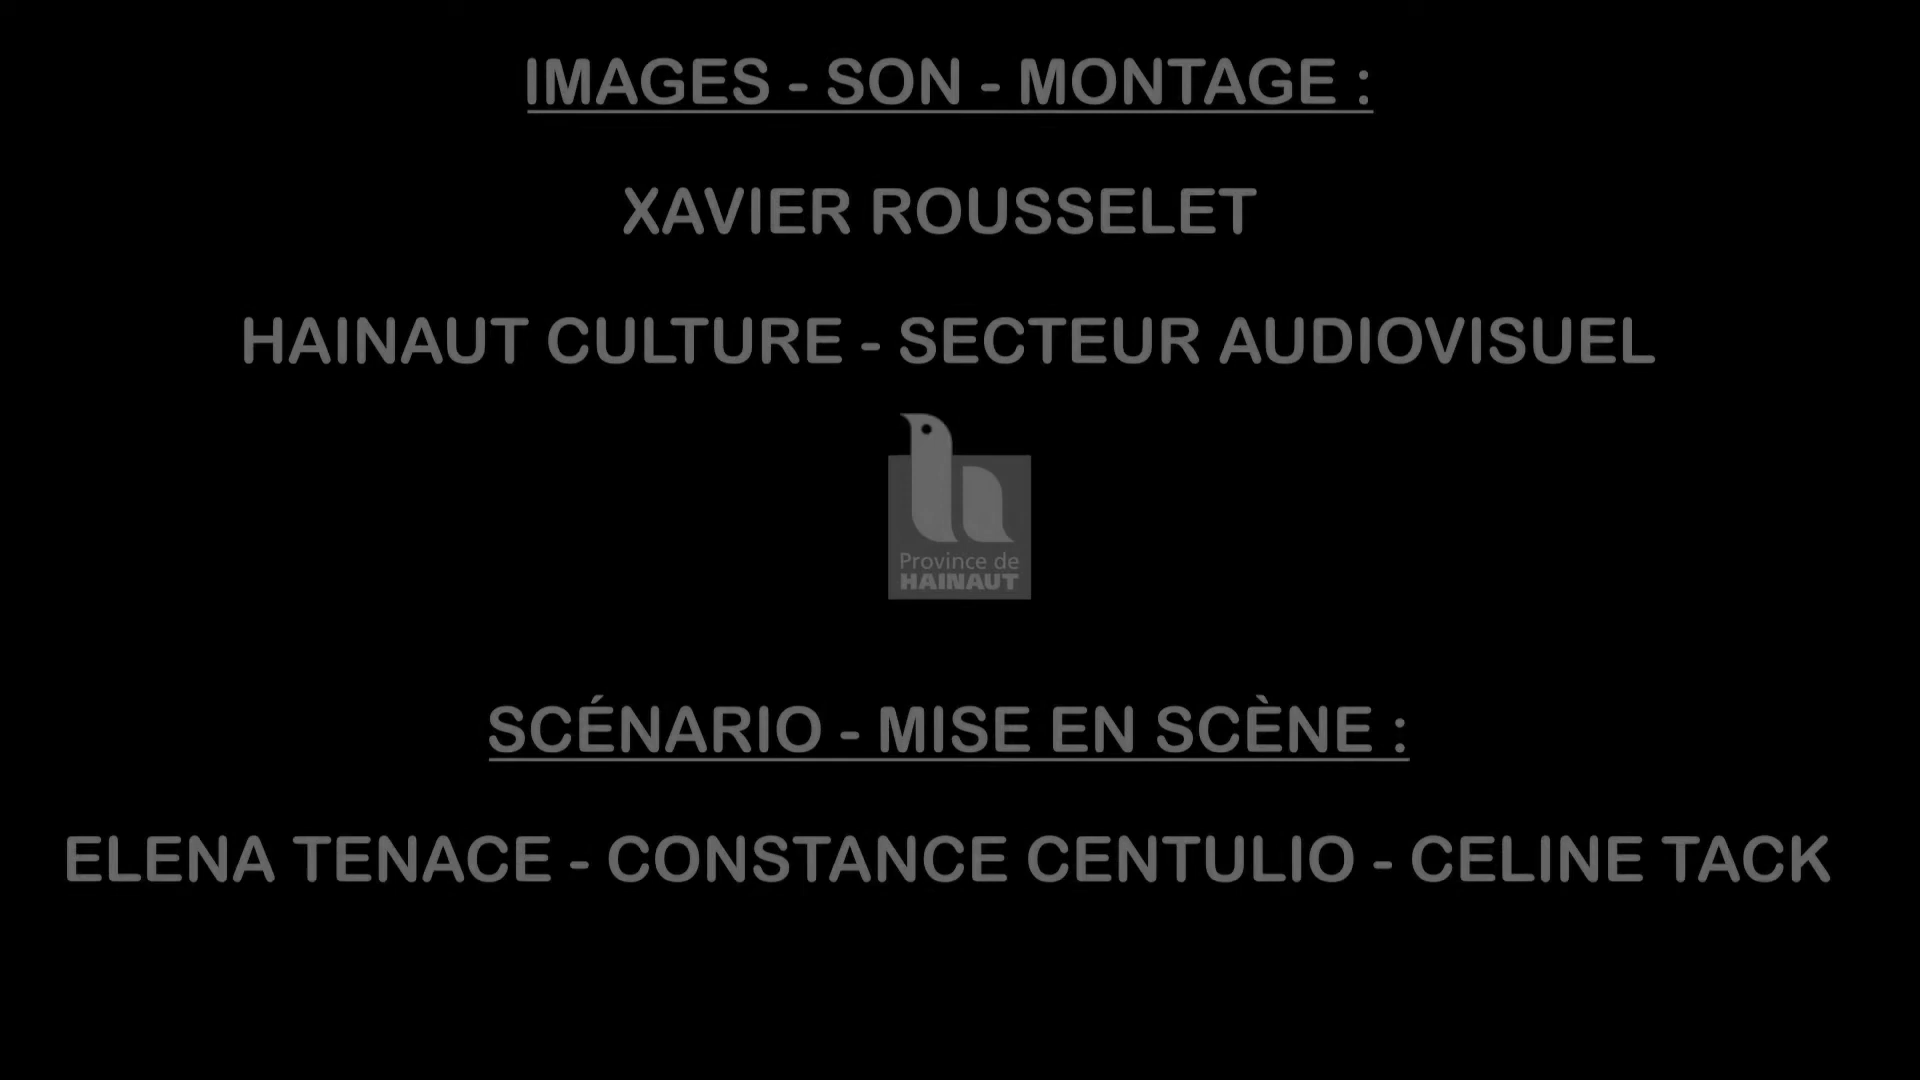 IMAGES - SON - MONTAGE :
XAVIER ROUSSELET
HAINAUT CULTURE - SECTEUR AUDIOVISUEL
Province de
HAINAUT
SCÉNARIO - MISE EN SCÈNE :
ELENA TENACE - CONSTANCE CENTULIO - CELINE TACK